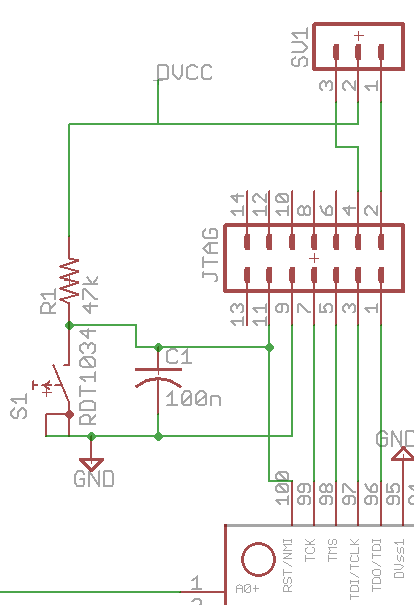 SV1
3 2 1
DVCC
14 12 10 8 6 4 2
JTAG
13 11 9 7 5 3 1
R1
47k
S1
RDT1034
C1
100n
GND
GND
100 99 98 97 96 95
RST/NMI
TCK
TMS
TDI/TCLK
TDO/TDI
DVss1
1
A0+